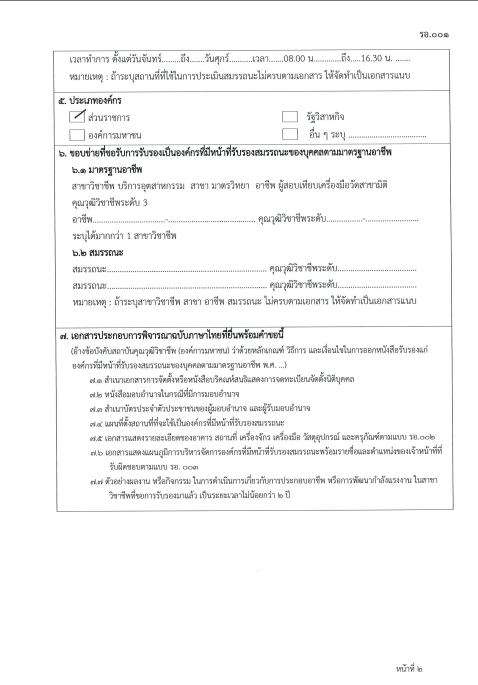 รอ.๐๐๑
เวลาทำการ ตั้งแต่วันจันทร์.........ถึง.......วันศุกร์...........เวลา.......08.00 น.............ถึง.....16.30 น. .......
หมายเหตุ : ถ้าระบุสถานที่ที่ใช้ในการประเมินสมรรถนะไม่ครบตามเอกสาร ให้จัดทำเป็นเอกสารแนบ
๕. ประเภทองค์กร
ส่วนราชการ รัฐวิสาหกิจ
องค์การมหาชน อื่น ๆ ระบุ ...................................
๖. ขอบข่ายที่ขอรับการรับรองเป็นองค์กรที่มีหน้าที่รับรองสมรรถนะของบุคคลตามมาตรฐานอาชีพ
๖.๑ มาตรฐานอาชีพ
สาขาวิชาชีพ บริการอุตสาหกรรม สาขา มาตรวิทยา อาชีพ ผู้สอบเทียบเครื่องมือวัดสาขามิติ
คุณวุฒิวิชาชีพระดับ 3
อาชีพ.................................-....................................... คุณวุฒิวิชาชีพระดับ................-.......................
ระบุได้มากกว่า 1 สาขาวิชาชีพ
๖.๒ สมรรถนะ
สมรรถนะ...................................................................... คุณวุฒิวิชาชีพระดับ...................................
สมรรถนะ...................................................................... คุณวุฒิวิชาชีพระดับ...................................
หมายเหตุ : ถ้าระบุสาขาวิชาชีพ สาขา อาชีพ สมรรถนะ ไม่ครบตามเอกสาร ให้จัดทำเป็นเอกสารแนบ
๗. เอกสารประกอบการพิจารณาฉบับภาษาไทยที่ยื่นพร้อมคำขอนี้
(อ้างข้อบังคับสถาบันคุณวุฒิวิชาชีพ (องค์การมหาชน) ว่าด้วยหลักเกณฑ์ วิธีการ และเงื่อนไขในการออกหนังสือรับรองแก่
องค์กรที่มีหน้าที่รับรองสมรรถนะของบุคคลตามมาตรฐานอาชีพ พ.ศ. ...)
๗.๑ สำเนาเอกสารการจัดตั้งหรือหนังสือบริคณห์สนธิแสดงการจดทะเบียนจัดตั้งนิติบุคคล
๗.๒ หนังสือมอบอำนาจในกรณีที่มีการมอบอำนาจ
๗.๓ สำเนาบัตรประจำตัวประชาชนของผู้มอบอำนาจ และผู้รับมอบอำนาจ
๗.๔ แผนที่ตั้งสถานที่ที่จะใช้เป็นองค์กรที่มีหน้าที่รับรองสมรรถนะ
๗.๕ เอกสารแสดงรายละเอียดของอาคาร สถานที่ เครื่องจักร เครื่องมือ วัสดุอุปกรณ์ และครุภัณฑ์ตามแบบ รอ.๐๐๒
๗.๖ เอกสารแสดงแผนภูมิการบริหารจัดการองค์กรที่มีหน้าที่รับรองสมรรถนะพร้อมรายชื่อและตำแหน่งของเจ้าหน้าที่ที่
รับผิดชอบตามแบบ รอ. ๐๐๓
๗.๗ ตัวอย่างผลงาน หรือกิจกรรม ในการดำเนินการเกี่ยวกับการประกอบอาชีพ หรือการพัฒนากำลังแรงงาน ในสาขา
วิชาชีพที่ขอการรับรองมาแล้ว เป็นระยะเวลาไม่น้อยกว่า ๒ ปี
หน้าที่ ๒